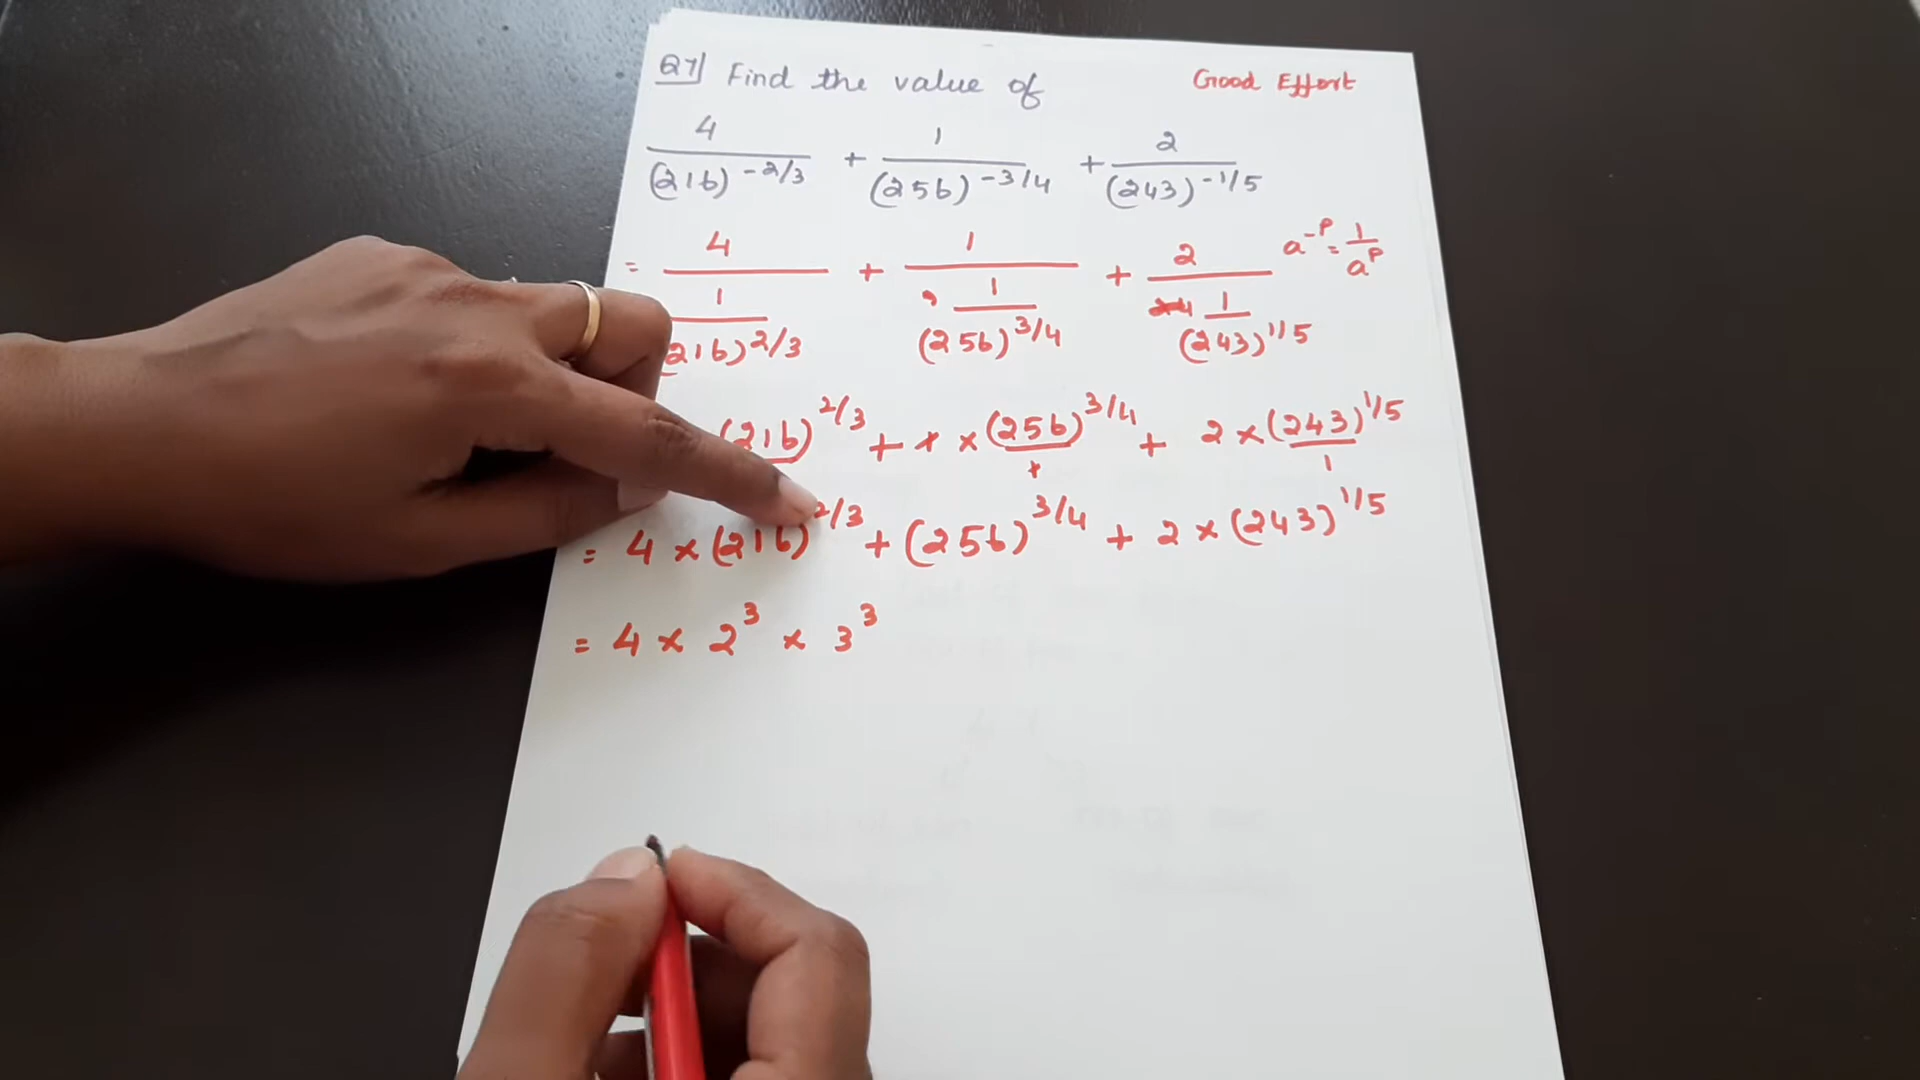 Q7 Find the value of
Good Effort
4/(216)^-2/3 + 1/(256)^-3/4 + 2/(243)^-1/5
= 4/(1/(216)^2/3) + 1/(1/(256)^3/4) + 2/(1/(243)^1/5)
a^-p = 1/a^p
(216)^2/3 + 1 × (256)^3/4/1 + 2 × (243)^1/5/1
= 4 × (216)^2/3 + (256)^3/4 + 2 × (243)^1/5
= 4 × 2^3 × 3^3